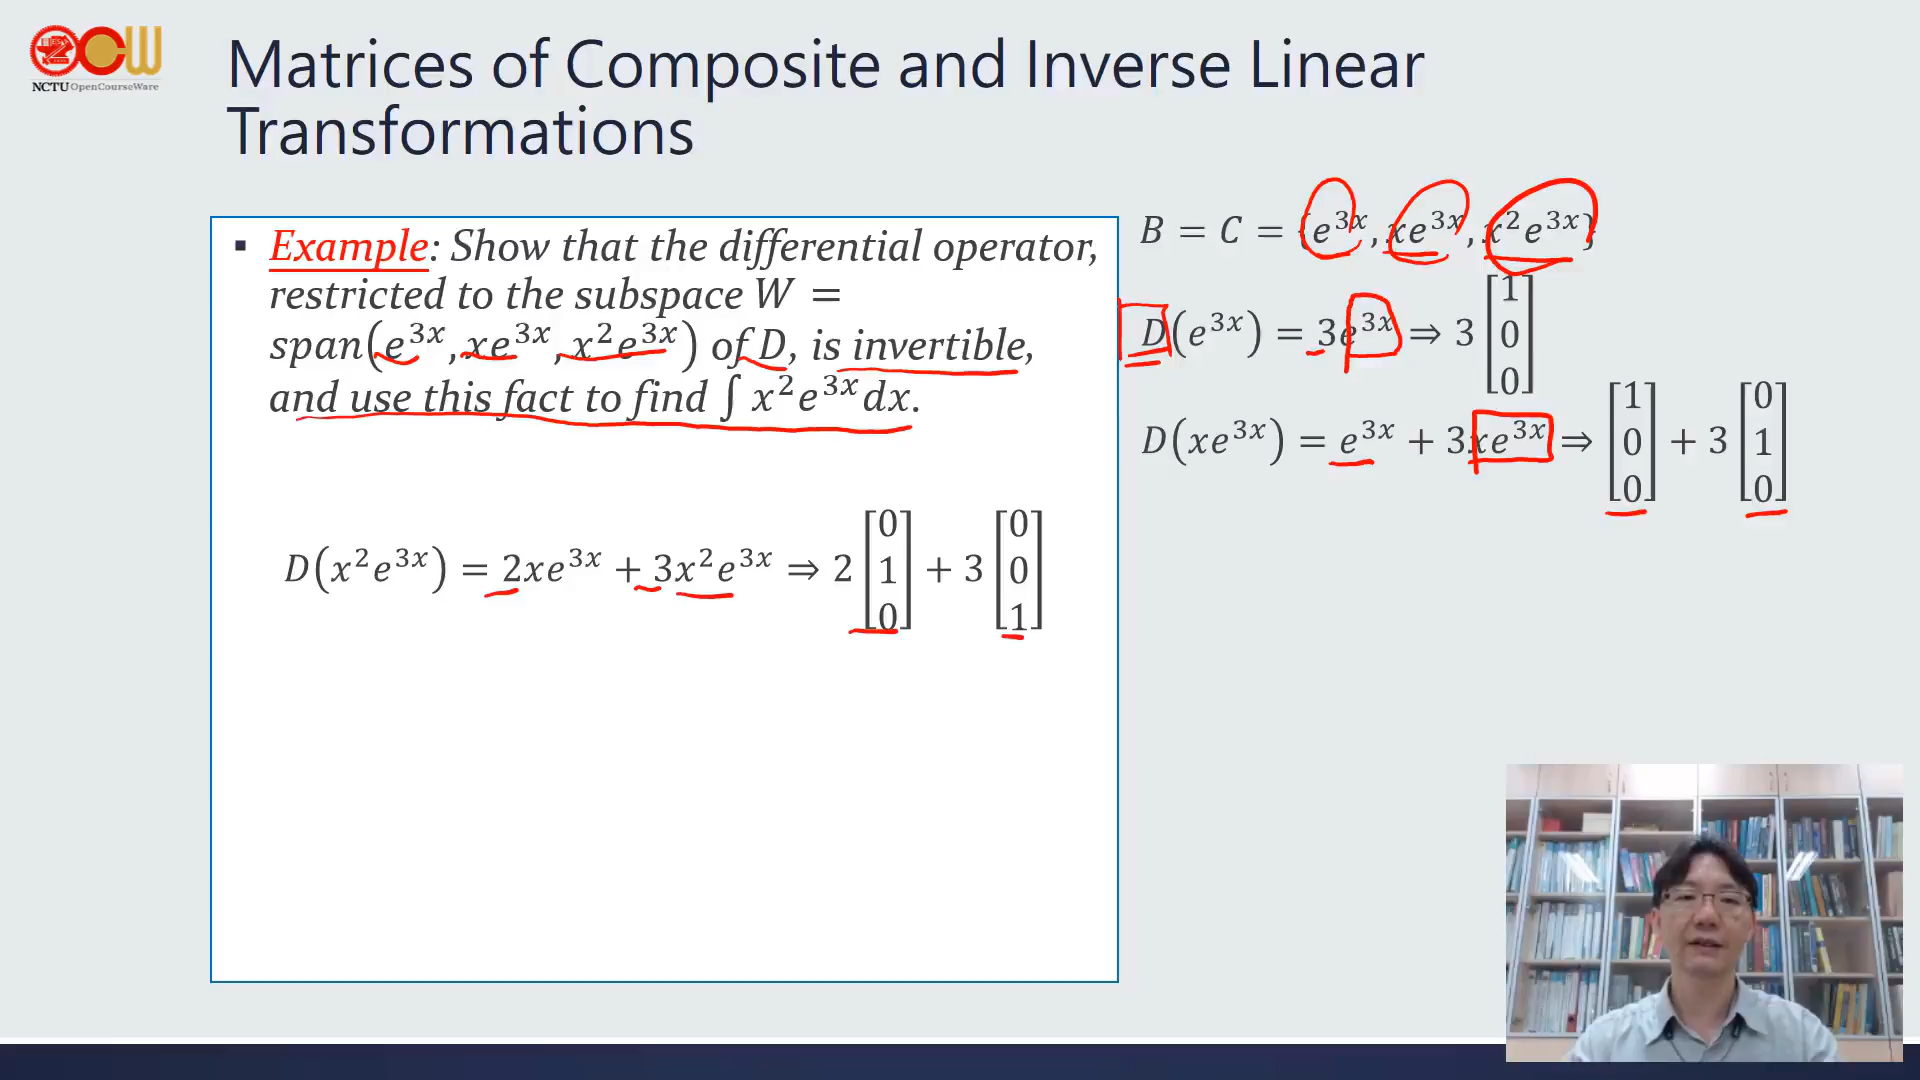 NCTU OpenCourseWare
Matrices of Composite and Inverse Linear
Transformations
▪ Example: Show that the differential operator,
restricted to the subspace W =
span(e^{3x}, xe^{3x}, x^2e^{3x}) of D, is invertible,
and use this fact to find ∫ x^2e^{3x}dx.
D(x^2e^{3x}) = 2xe^{3x} + 3x^2e^{3x} ⇒ 2[0 1 0] + 3[0 0 1]
B = C = {e^{3x}, xe^{3x}, x^2e^{3x}}
D(e^{3x}) = 3e^{3x} ⇒ 3[1 0 0]
D(xe^{3x}) = e^{3x} + 3xe^{3x} ⇒ [1 0 0] + 3[0 1 0]